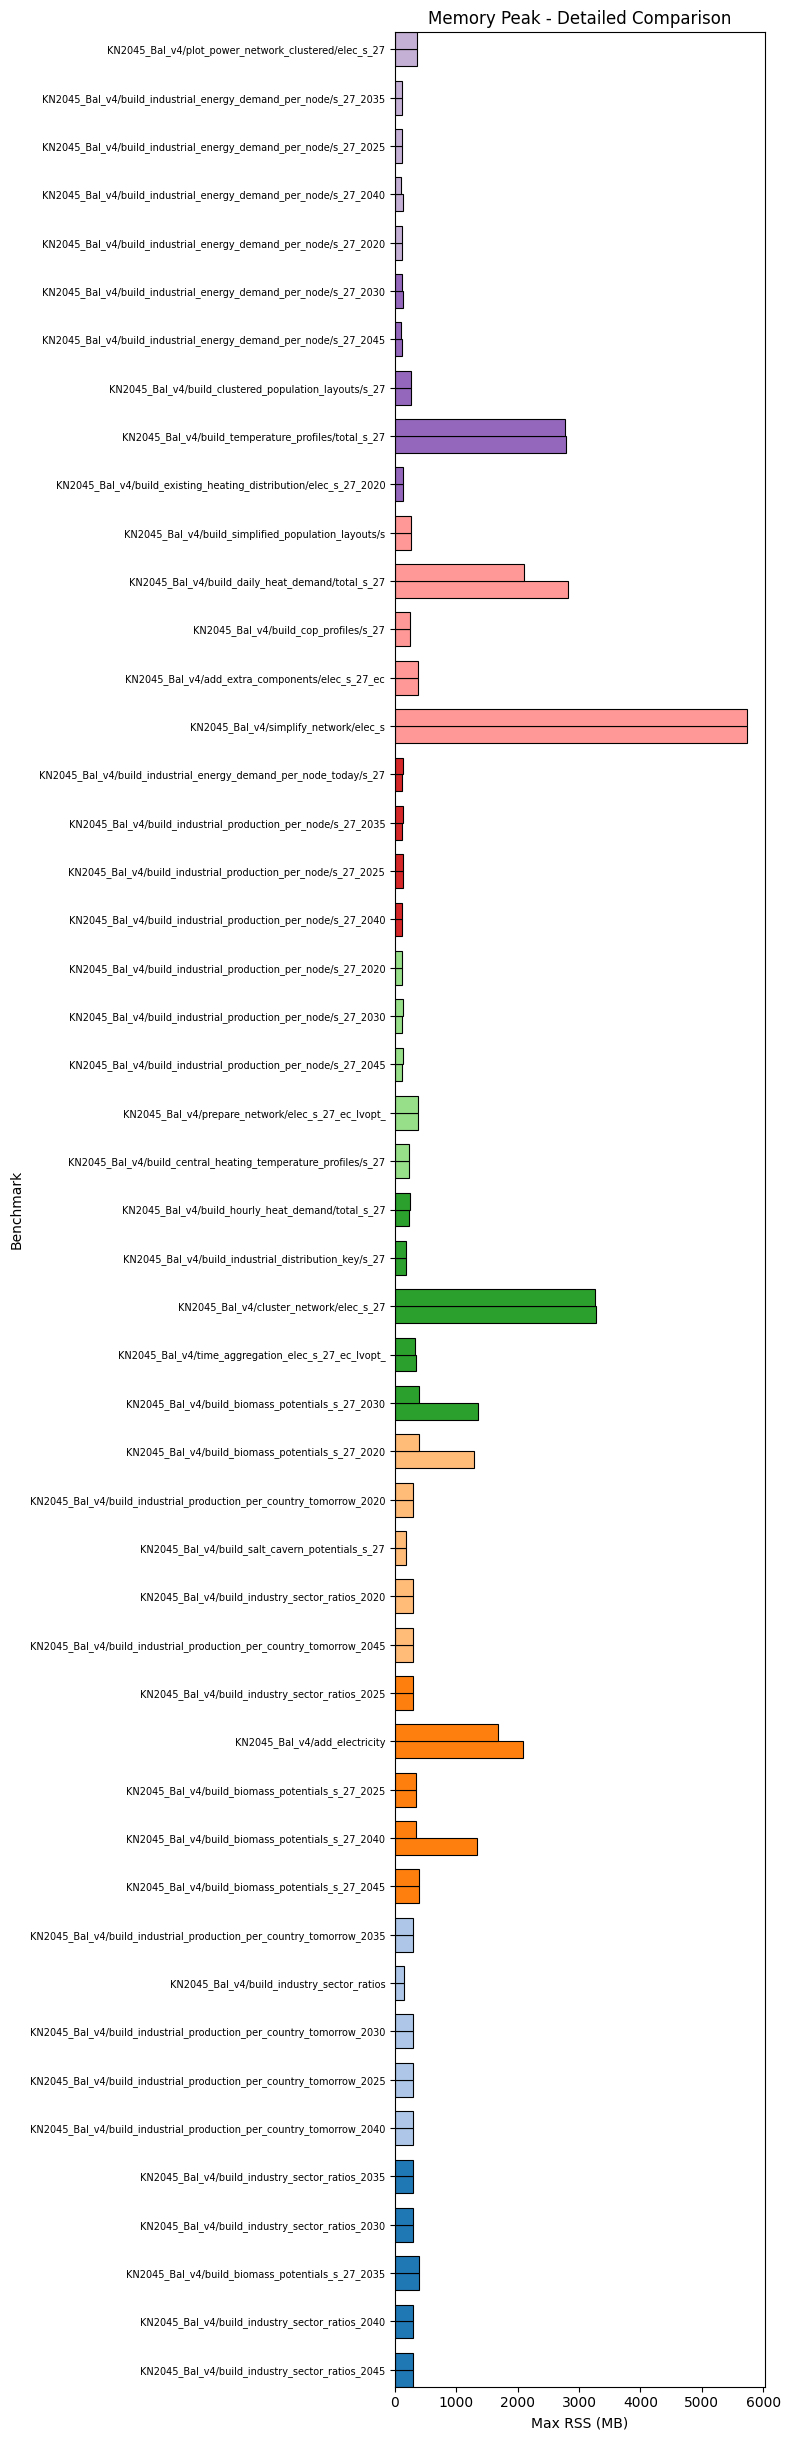 Memory Peak - Detailed Comparison
KN2045_Bal_v4/plot_power_network_clustered/elec_s_27
KN2045_Bal_v4/build_industrial_energy_demand_per_node/s_27_2035
KN2045_Bal_v4/build_industrial_energy_demand_per_node/s_27_2025
KN2045_Bal_v4/build_industrial_energy_demand_per_node/s_27_2040
KN2045_Bal_v4/build_industrial_energy_demand_per_node/s_27_2020
KN2045_Bal_v4/build_industrial_energy_demand_per_node/s_27_2030
KN2045_Bal_v4/build_industrial_energy_demand_per_node/s_27_2045
KN2045_Bal_v4/build_clustered_population_layouts/s_27
KN2045_Bal_v4/build_temperature_profiles/total_s_27
KN2045_Bal_v4/build_existing_heating_distribution/elec_s_27_2020
KN2045_Bal_v4/build_simplified_population_layouts/s
KN2045_Bal_v4/build_daily_heat_demand/total_s_27
KN2045_Bal_v4/build_cop_profiles/s_27
KN2045_Bal_v4/add_extra_components/elec_s_27_ec
KN2045_Bal_v4/simplify_network/elec_s
KN2045_Bal_v4/build_industrial_energy_demand_per_node_today/s_27
KN2045_Bal_v4/build_industrial_production_per_node/s_27_2035
KN2045_Bal_v4/build_industrial_production_per_node/s_27_2025
KN2045_Bal_v4/build_industrial_production_per_node/s_27_2040
KN2045_Bal_v4/build_industrial_production_per_node/s_27_2020
KN2045_Bal_v4/build_industrial_production_per_node/s_27_2030
KN2045_Bal_v4/build_industrial_production_per_node/s_27_2045
KN2045_Bal_v4/prepare_network/elec_s_27_ec_lvopt_
KN2045_Bal_v4/build_central_heating_temperature_profiles/s_27
KN2045_Bal_v4/build_hourly_heat_demand/total_s_27
KN2045_Bal_v4/build_industrial_distribution_key/s_27
KN2045_Bal_v4/cluster_network/elec_s_27
KN2045_Bal_v4/time_aggregation_elec_s_27_ec_lvopt_
KN2045_Bal_v4/build_biomass_potentials_s_27_2030
KN2045_Bal_v4/build_biomass_potentials_s_27_2020
KN2045_Bal_v4/build_industrial_production_per_country_tomorrow_2020
KN2045_Bal_v4/build_salt_cavern_potentials_s_27
KN2045_Bal_v4/build_industry_sector_ratios_2020
KN2045_Bal_v4/build_industrial_production_per_country_tomorrow_2045
KN2045_Bal_v4/build_industry_sector_ratios_2025
KN2045_Bal_v4/add_electricity
KN2045_Bal_v4/build_biomass_potentials_s_27_2025
KN2045_Bal_v4/build_biomass_potentials_s_27_2040
KN2045_Bal_v4/build_biomass_potentials_s_27_2045
KN2045_Bal_v4/build_industrial_production_per_country_tomorrow_2035
KN2045_Bal_v4/build_industry_sector_ratios
KN2045_Bal_v4/build_industrial_production_per_country_tomorrow_2030
KN2045_Bal_v4/build_industrial_production_per_country_tomorrow_2025
KN2045_Bal_v4/build_industrial_production_per_country_tomorrow_2040
KN2045_Bal_v4/build_industry_sector_ratios_2035
KN2045_Bal_v4/build_industry_sector_ratios_2030
KN2045_Bal_v4/build_biomass_potentials_s_27_2035
KN2045_Bal_v4/build_industry_sector_ratios_2040
KN2045_Bal_v4/build_industry_sector_ratios_2045
Benchmark
0 1000 2000 3000 4000 5000 6000
Max RSS (MB)